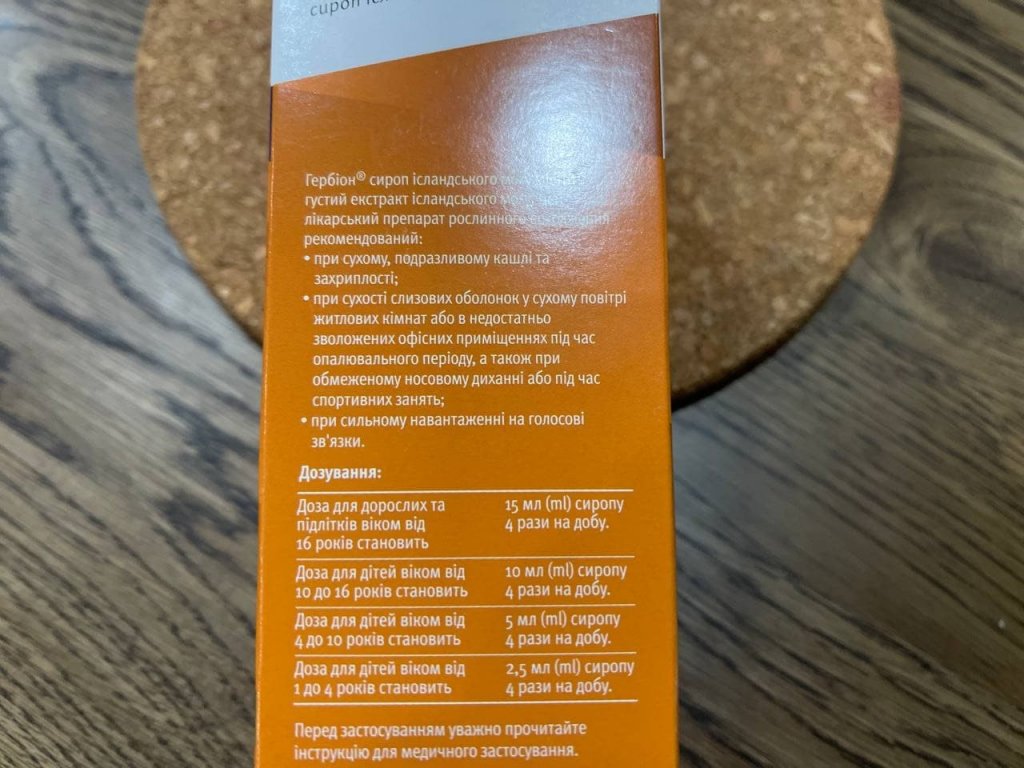 сироп
Гербіон® сироп ісландського
густий екстракт ісландського моху,
лікарський препарат рослинного
рекомендований:
• при сухому, подразливому кашлі та
захриплості;
• при сухості слизових оболонок у сухому повітрі
житлових кімнат або в недостатньо
зволожених офісних приміщеннях під час
опалювального періоду, а також при
обмеженому носовому диханні або під час
спортивних занять;
• при сильному навантаженні на голосові
зв'язки.
Дозування:
Доза для дорослих та 15 мл (ml) сиропу
підлітків віком від 4 рази на добу.
16 років становить
Доза для дітей віком від 10 мл (ml) сиропу
10 до 16 років становить 4 рази на добу.
Доза для дітей віком від 5 мл (ml) сиропу
4 до 10 років становить 4 рази на добу.
Доза для дітей віком від 2,5 мл (ml) сиропу
1 до 4 років становить 4 рази на добу.
Перед застосуванням уважно прочитайте
інструкцію для медичного застосування.